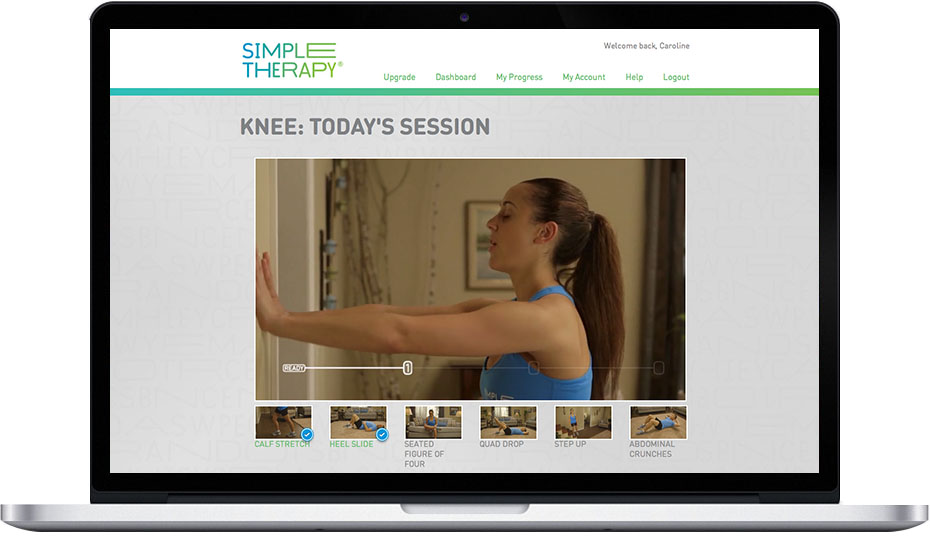 SIMPLE
THERAPY®
Welcome back, Caroline
Upgrade Dashboard My Progress My Account Help Logout
KNEE: TODAY'S SESSION
READY 1
CALF STRETCH HEEL SLIDE SEATED FIGURE OF FOUR QUAD DROP STEP UP ABDOMINAL CRUNCHES